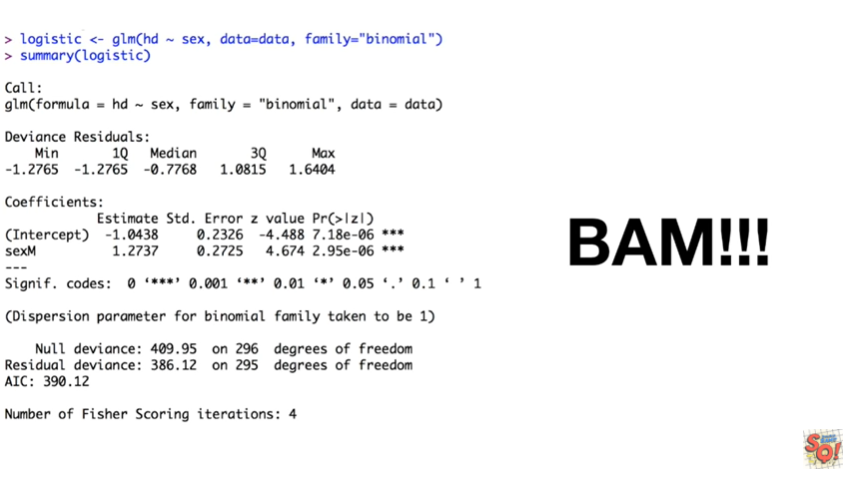 > logistic <- glm(hd ~ sex, data=data, family="binomial")
> summary(logistic)
Call:
glm(formula = hd ~ sex, family = "binomial", data = data)
Deviance Residuals:
    Min       1Q   Median       3Q      Max
-1.2765  -1.2765  -0.7768   1.0815   1.6404
Coefficients:
            Estimate Std. Error z value Pr(>|z|)
(Intercept)  -1.0438     0.2326  -4.488 7.18e-06 ***
sexM          1.2737     0.2725   4.674 2.95e-06 ***
---
Signif. codes:  0 ‘***’ 0.001 ‘**’ 0.01 ‘*’ 0.05 ‘.’ 0.1 ‘ ’ 1
(Dispersion parameter for binomial family taken to be 1)
    Null deviance: 409.95  on 296  degrees of freedom
Residual deviance: 386.12  on 295  degrees of freedom
AIC: 390.12
Number of Fisher Scoring iterations: 4
BAM!!!
SQ!